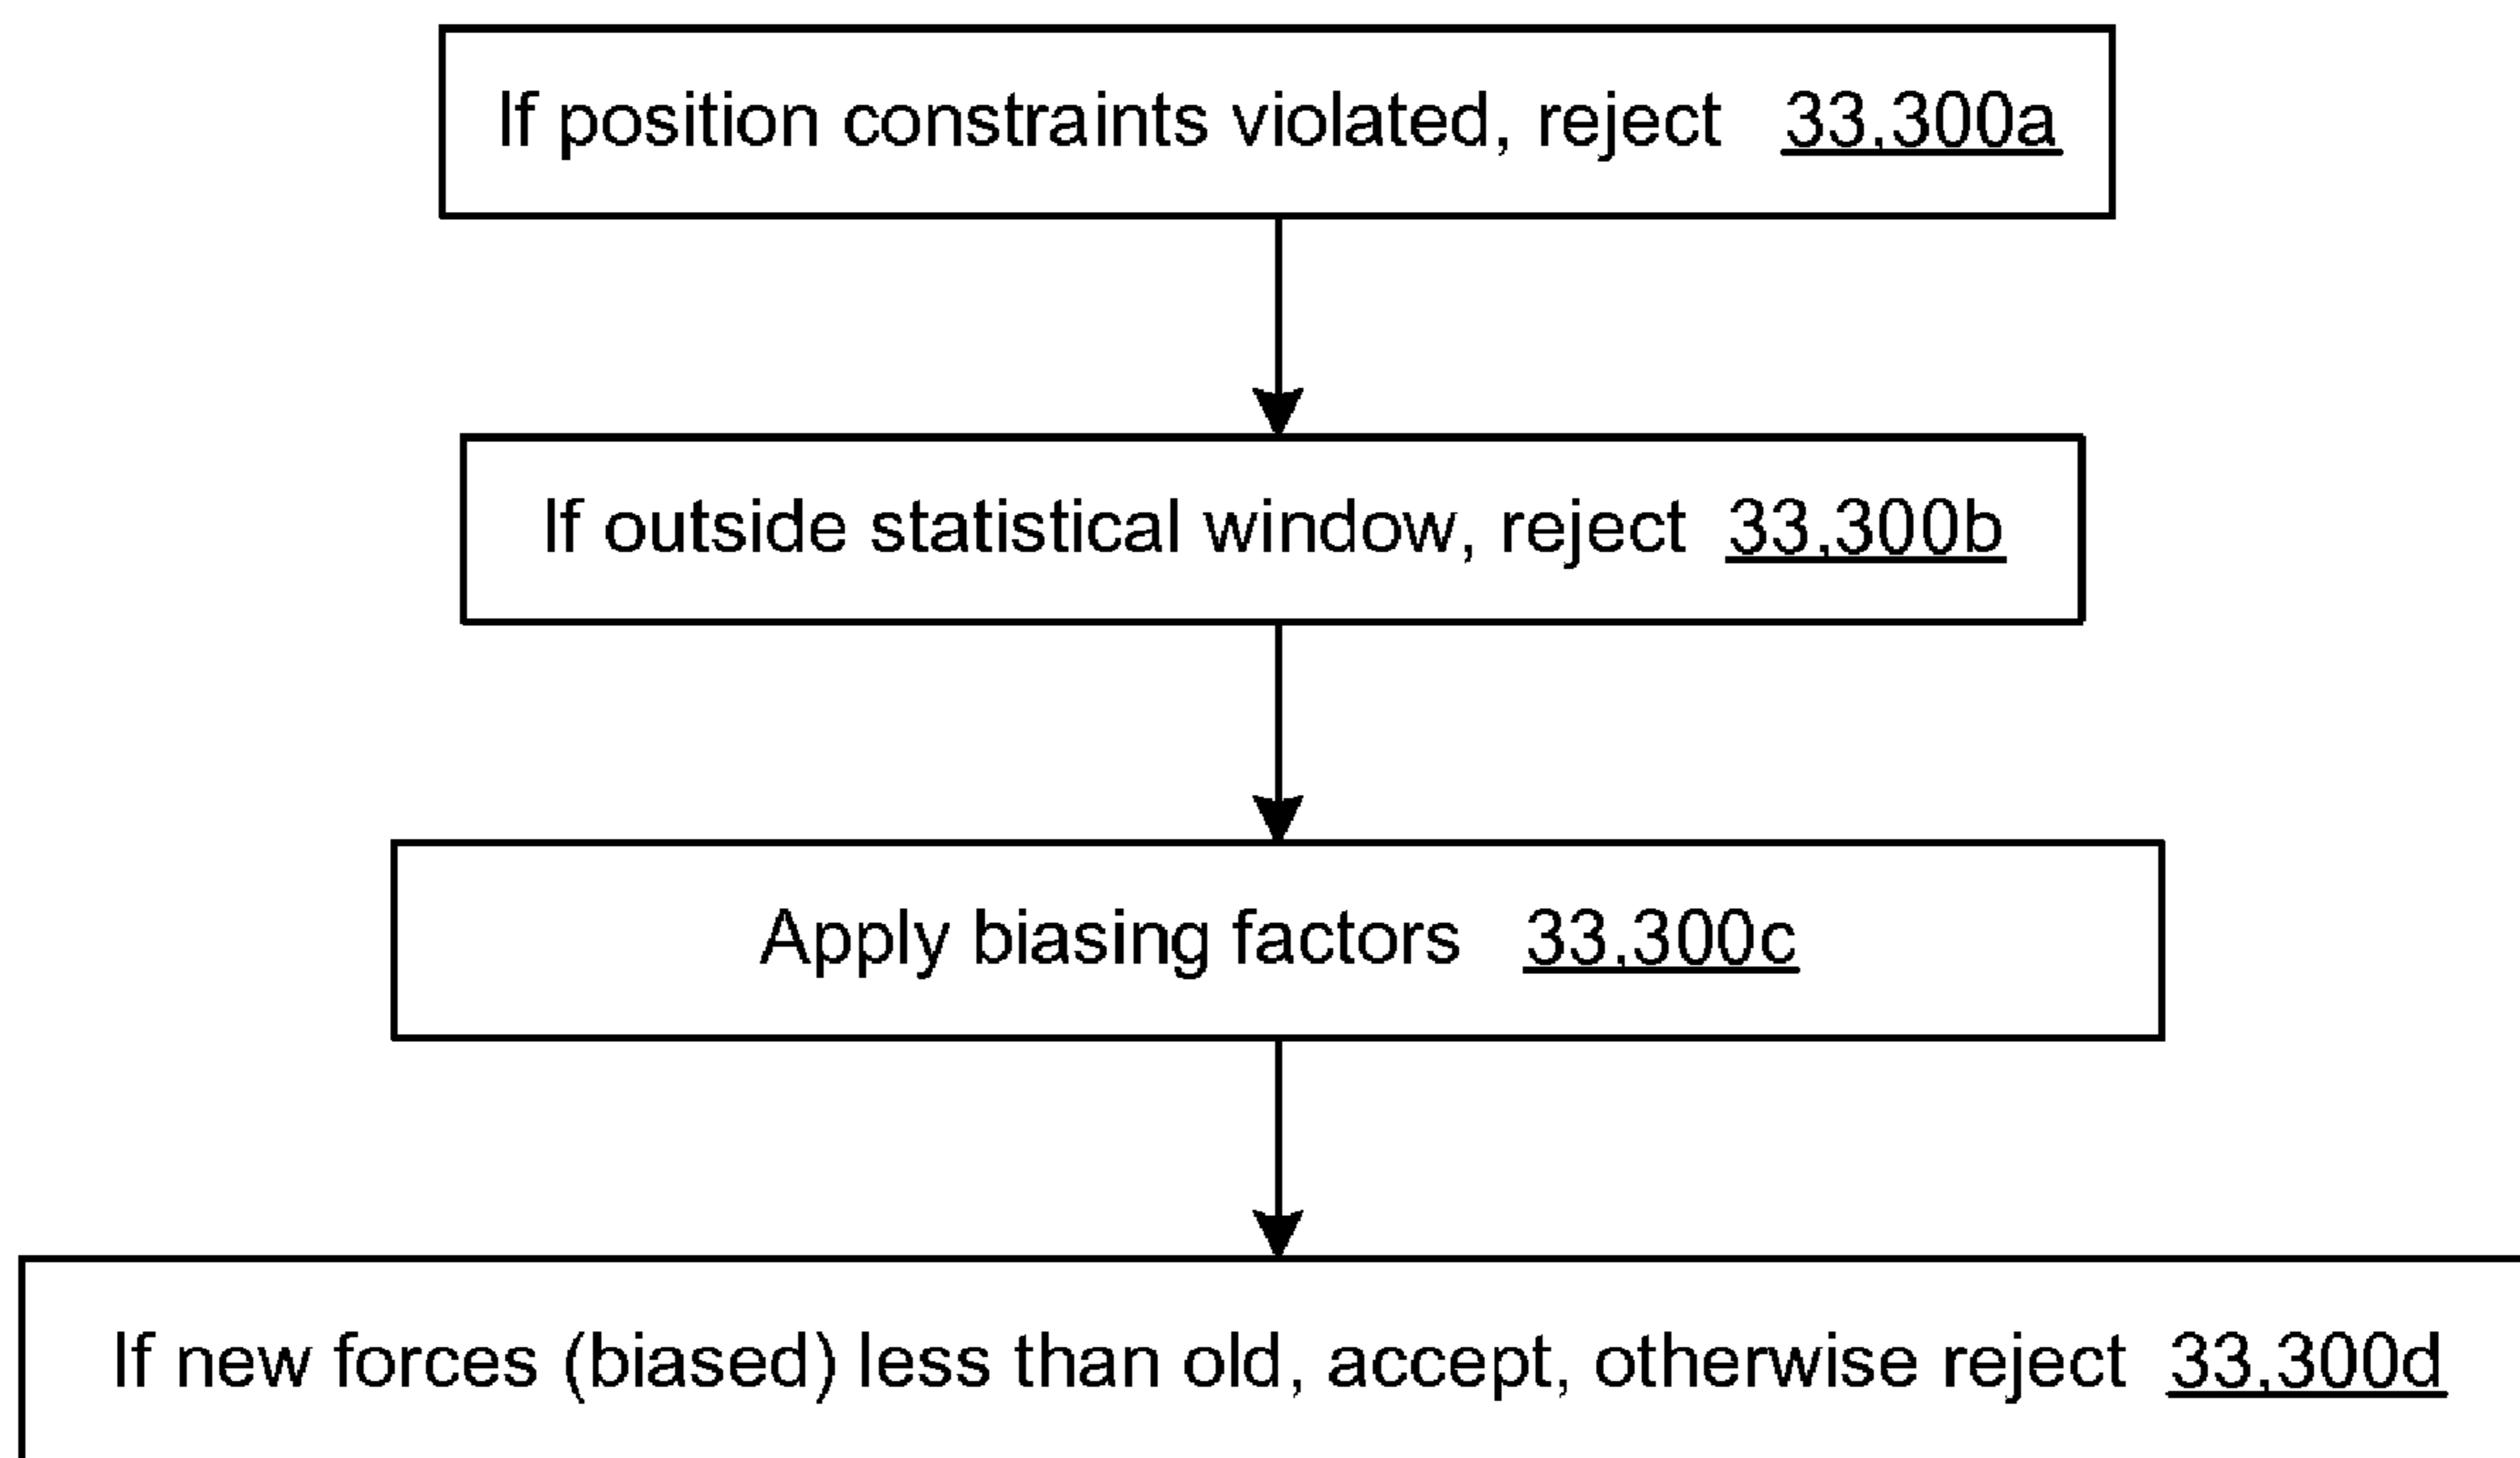 If position constraints violated, reject 33,300a
If outside statistical window, reject 33,300b
Apply biasing factors 33,300c
If new forces (biased) less than old, accept, otherwise reject 33,300d